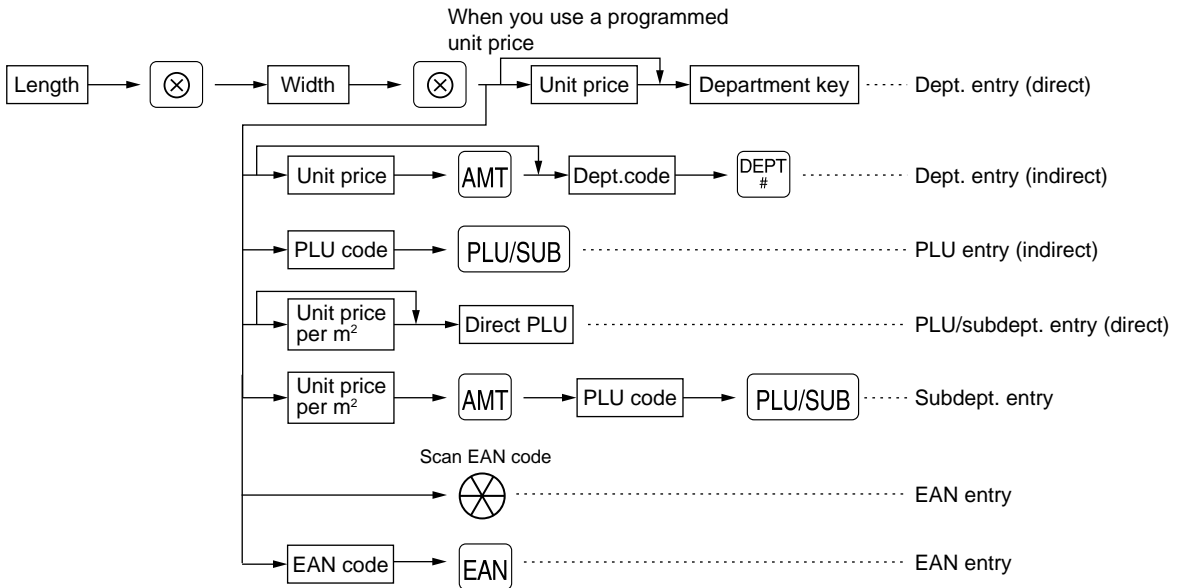 When you use a programmed
unit price
Length ⊗ Width ⊗ Unit price Department key Dept. entry (direct)
Unit price AMT Dept.code DEPT # Dept. entry (indirect)
PLU code PLU/SUB PLU entry (indirect)
Unit price
per m² Direct PLU PLU/subdept. entry (direct)
Unit price
per m² AMT PLU code PLU/SUB Subdept. entry
Scan EAN code
EAN entry
EAN code EAN EAN entry